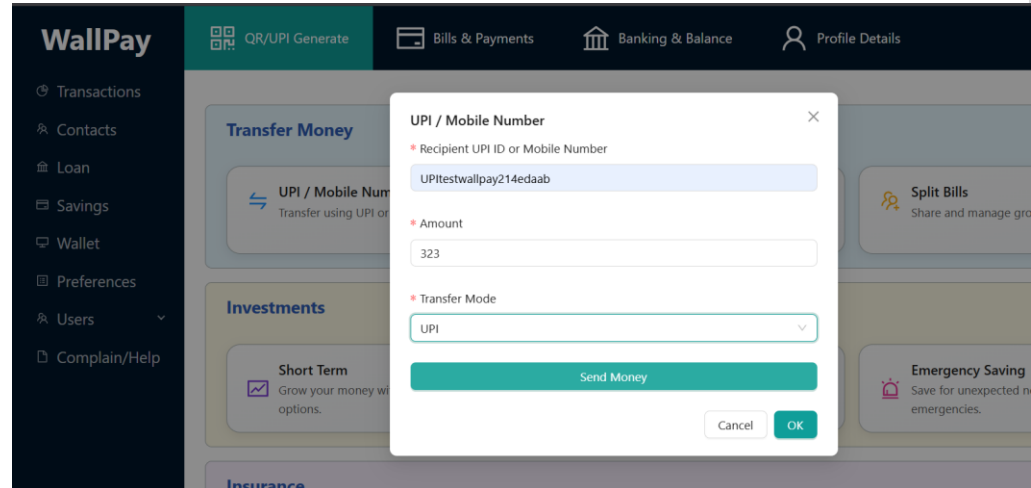 WallPay
QR/UPI Generate
Bills & Payments
Banking & Balance
Profile Details
Transactions
Contacts
Loan
Savings
Wallet
Preferences
Users
Complain/Help
Transfer Money
UPI / Mobile Num
Transfer using UPI or
Split Bills
Share and manage gro
Investments
Short Term
Grow your money wi
options.
Emergency Saving
Save for unexpected n
emergencies.
Insurance
UPI / Mobile Number
* Recipient UPI ID or Mobile Number
UPItestwallpay214edaab
* Amount
323
* Transfer Mode
UPI
Send Money
Cancel
OK